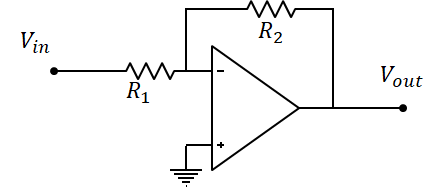 V_in
R_2
V_out
R_1
−
+